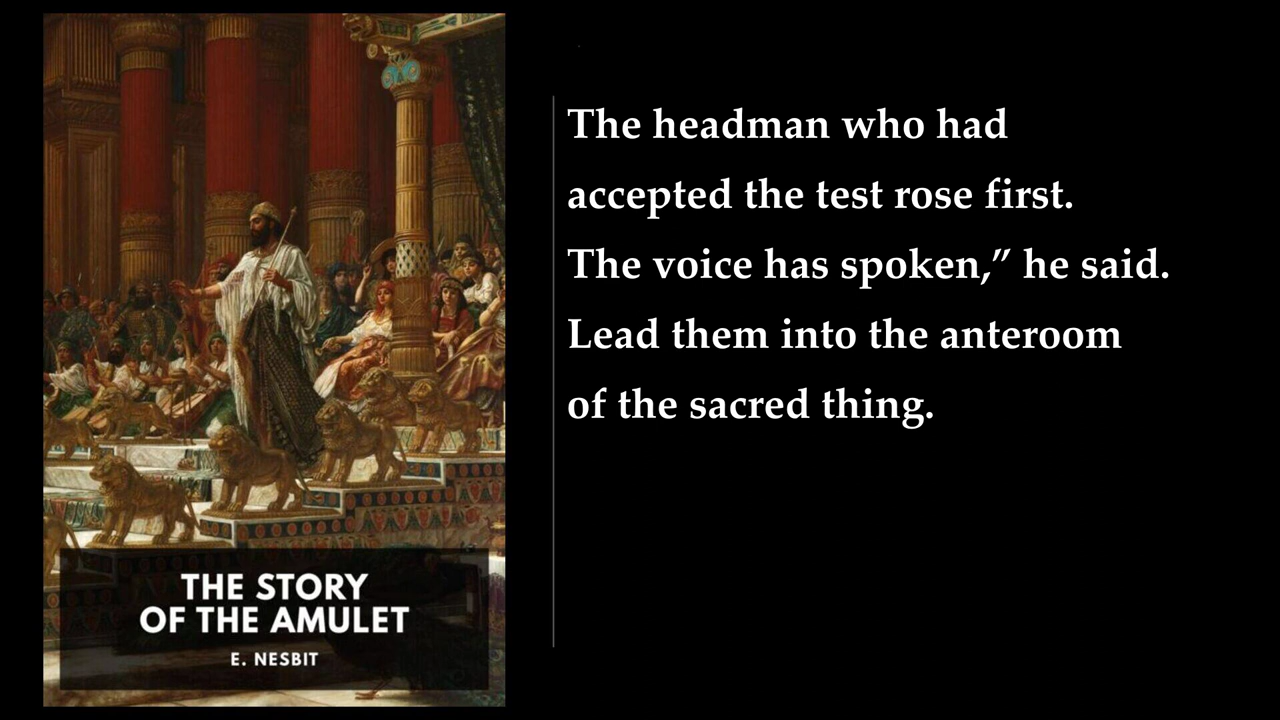 THE STORY
OF THE AMULET
E. NESBIT
The headman who had
accepted the test rose first.
The voice has spoken,” he said.
Lead them into the anteroom
of the sacred thing.